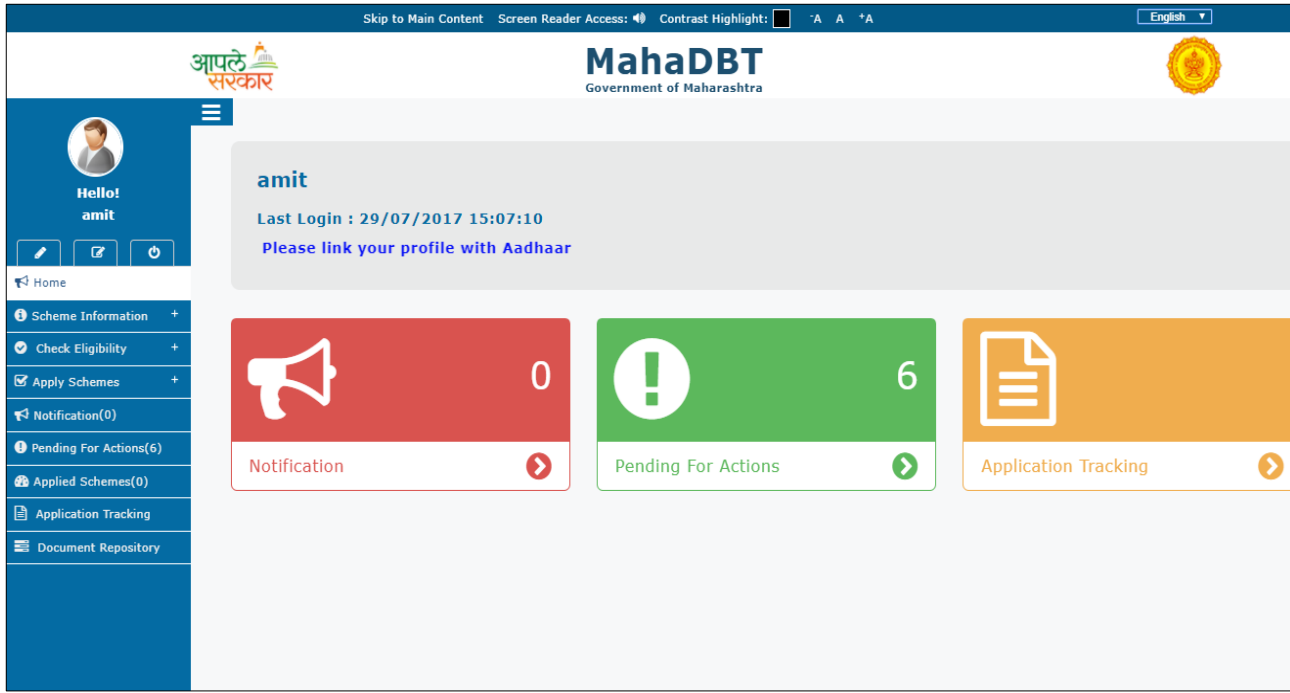 Skip to Main Content Screen Reader Access: Contrast Highlight: -A A +A English
आपले
सरकार
MahaDBT
Government of Maharashtra
Hello!
amit
Home
Scheme Information +
Check Eligibility +
Apply Schemes +
Notification(0)
Pending For Actions(6)
Applied Schemes(0)
Application Tracking
Document Repository
amit
Last Login : 29/07/2017 15:07:10
Please link your profile with Aadhaar
0
Notification
6
Pending For Actions
Application Tracking